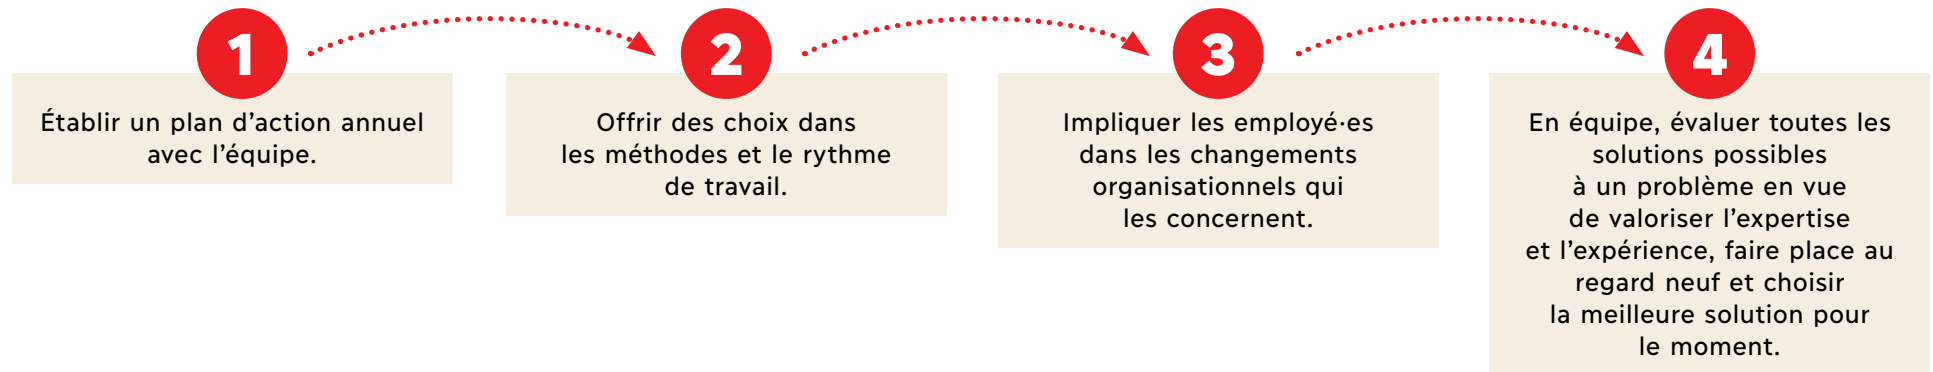 1
Établir un plan d’action annuel
avec l’équipe.
2
Offrir des choix dans
les méthodes et le rythme
de travail.
3
Impliquer les employé·es
dans les changements
organisationnels qui
les concernent.
4
En équipe, évaluer toutes les
solutions possibles
à un problème en vue
de valoriser l’expertise
et l’expérience, faire place au
regard neuf et choisir
la meilleure solution pour
le moment.